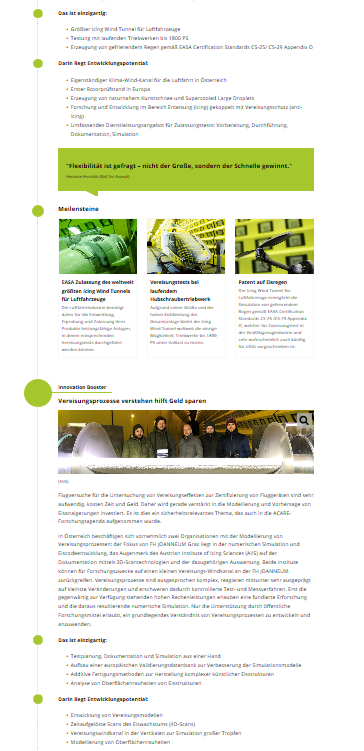 Das ist einzigartig:
• Größter Icing Wind Tunnel für Luftfahrzeuge
• Testung mit laufenden Triebwerken bis 1800 PS
• Erzeugung von gefrierendem Regen gemäß EASA Certification Standards CS-25/ CS-29 Appendix O
Darin liegt Entwicklungspotenzial:
• Eigenständiger Klima-Wind-Kanal für die Luftfahrt in Österreich
• Erster Rotorprüfstand in Europa
• Erzeugung von naturnahem Kunstschnee und Supercooled Large Droplets
• Forschung und Entwicklung im Bereich Enteisung (Icing) gekoppelt mit Vereisungsschutz (anti-
icing)
• Umfassendes Dienstleistungsangebot für Zulassungstests: Vorbereitung, Durchführung,
Dokumentation, Simulation
"Flexibilität ist gefragt – nicht der Große, sondern der Schnelle gewinnt."
Meilensteine
EASA Zulassung des weltweit
größten Icing Wind Tunnels
für Luftfahrzeuge
Die Luftfahrtindustrie benötigt
daher für die Entwicklung,
Erprobung und Zulassung ihrer
Produkte leistungsfähige Anlagen,
in denen entsprechenden
Vereisungstests durchgeführt
werden können.
Vereisungstests bei
laufendem
Hubschraubertriebwerk
Aufgrund seiner Größe und der
hohen Kühlleistung der
Gesamtanlage bietet der Icing
Wind Tunnel weltweit die einzige
Möglichkeit, Triebwerke bis 1800
PS unter Volllast zu testen.
Patent auf Eisregen
Der Icing Wind Tunnel für
Luftfahrzeuge ermöglicht die
Simulation von gefrierendem
Regen gemäß EASA Certification
Standards CS-25 /CS-29 Appendix
O, welcher für Zulassungstest in
der Großflugzeugindustrie und
sehr wahrscheinlich auch künftig
für UAVs vorgeschrieben ist.
Innovation Booster
Vereisungsprozesse verstehen hilft Geld sparen
(AIIS)
Flugversuche für die Untersuchung von Vereisungseffekten zur Zertifizierung von Fluggeräten sind sehr
aufwendig, kosten Zeit und Geld. Daher wird gerade verstärkt in die Modellierung und Vorhersage von
Eisanlagerungen investiert. Es ist dies ein sicherheitsrelevantes Thema, das auch in die ACARE-
Forschungsagenda aufgenommen wurde.
In Österreich beschäftigen sich vornehmlich zwei Organisationen mit der Modellierung von
Vereisungsprozessen: der Fokus von FH JOANNEUM Graz liegt in der numerischen Simulation und
Eiscodeentwicklung, das Augenmerk des Austrian Institute of Icing Sciences (AIIS) auf der
Dokumentation mittels 3D-Scantechnologien und der dazugehörigen Auswertung. Beide Institute
können für Forschungszwecke auf einen kleinen Vereisungs-Windkanal an der FH JOANNEUM
zurückgreifen. Vereisungsprozesse sind ausgesprochen komplex, reagieren mitunter sehr ausgeprägt
auf kleinste Veränderungen und erschweren dadurch kontrollierte Test- und Messverfahren. Erst die
gegenwärtig zur Verfügung stehenden hohen Rechenleistungen erlauben eine fundierte Erforschung
und die daraus resultierende numerische Simulation. Nur die Unterstützung durch öffentliche
Forschungsmittel erlaubt, ein grundlegendes Verständnis von Vereisungsprozessen zu entwickeln und
anzuwenden.
Das ist einzigartig:
• Testplanung, Dokumentation und Simulation aus einer Hand
• Aufbau einer europäischen Validierungsdatenbank zur Verbesserung der Simulationsmodelle
• Additive Fertigungsmethoden zur Herstellung komplexer künstlicher Eisstrukturen
• Analyse von Oberflächenrauheiten von Eisstrukturen
Darin liegt Entwicklungspotenzial:
• Entwicklung von Vereisungsmodellen
• Zeitaufgelöste Scans des Eiswachstums (4D-Scans)
• Vereisungswindkanal in der Vertikalen zur Simulation großer Tropfen
• Modellierung von Oberflächenrauheiten